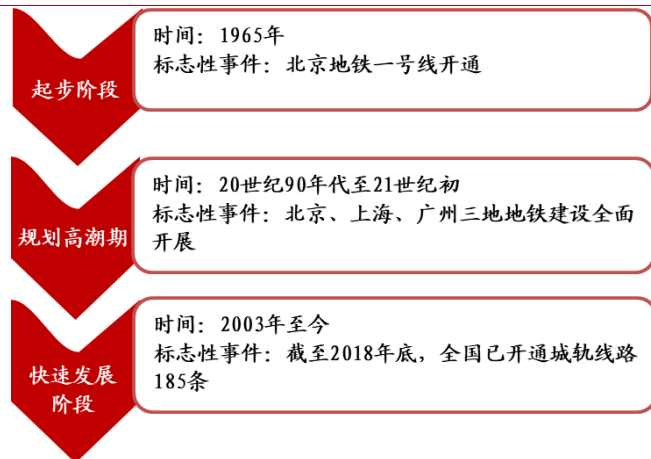 起步阶段
时间：1965年
标志性事件：北京地铁一号线开通
规划高潮期
时间：20世纪90年代至21世纪初
标志性事件：北京、上海、广州三地地铁建设全面
开展
快速发展
阶段
时间：2003年至今
标志性事件：截至2018年底，全国已开通城轨线路
185条